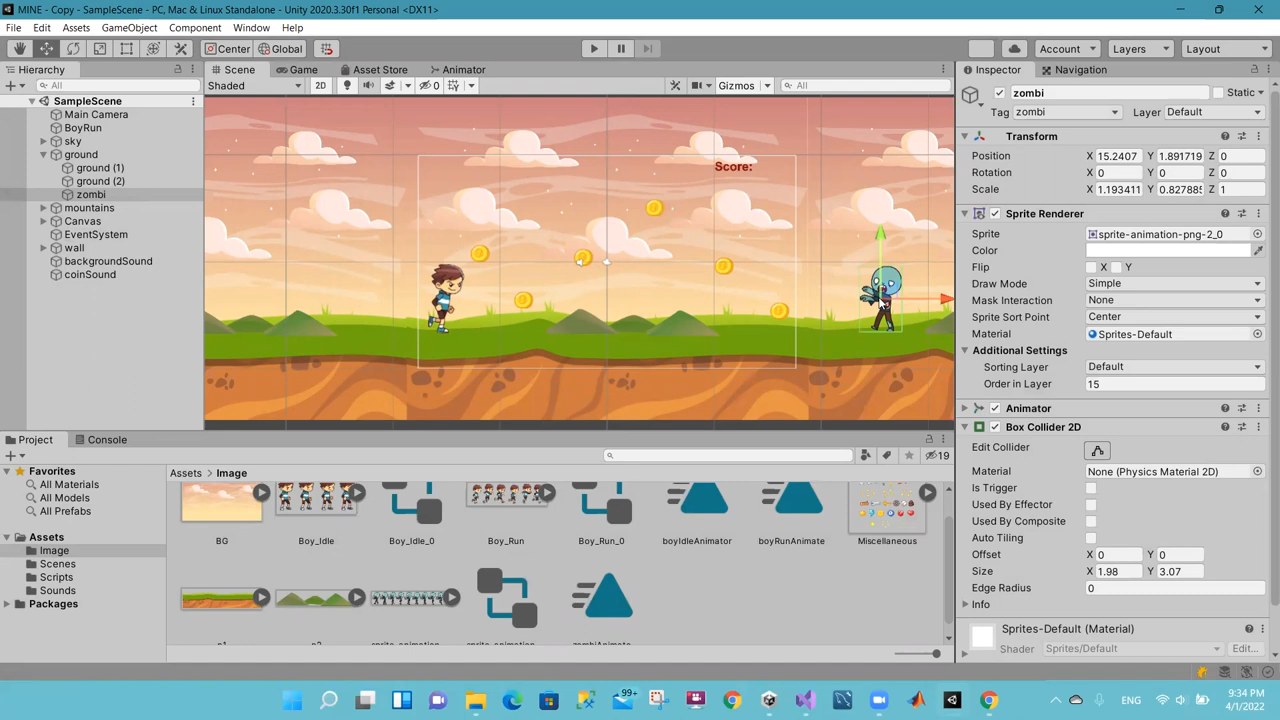 MINE - Copy - SampleScene - PC, Mac & Linux Standalone - Unity 2020.3.30f1 Personal <DX11>
File Edit Assets GameObject Component Window Help
Center Global Account Layers Layout
Hierarchy
All
SampleScene
Main Camera
BoyRun
sky
ground
ground (1)
ground (2)
zombi
mountains
Canvas
EventSystem
wall
backgroundSound
coinSound
Scene Game Asset Store Animator
Shaded 2D 0 Gizmos All
Score:
Inspector Navigation
zombi Static
Tag zombi Layer Default
Transform
Position X 15.2407 Y 1.891719 Z 0
Rotation X 0 Y 0 Z 0
Scale X 1.193411 Y 0.827885 Z 1
Sprite Renderer
Sprite sprite-animation-png-2_0
Color
Flip X Y
Draw Mode Simple
Mask Interaction None
Sprite Sort Point Center
Material Sprites-Default
Additional Settings
Sorting Layer Default
Order in Layer 15
Animator
Box Collider 2D
Edit Collider
Material None (Physics Material 2D)
Is Trigger
Used By Effector
Used By Composite
Auto Tiling
Offset X 0 Y 0
Size X 1.98 Y 3.07
Edge Radius 0
Info
Sprites-Default (Material)
Shader Sprites/Default Edit...
Project Console
19
Favorites
All Materials
All Models
All Prefabs
Assets
Image
Scenes
Scripts
Sounds
Packages
Assets > Image
BG Boy_Idle Boy_Idle_0 Boy_Run Boy_Run_0 boyIdleAnimator boyRunAnimate Miscellaneous
99+
ENG
9:34 PM
4/1/2022